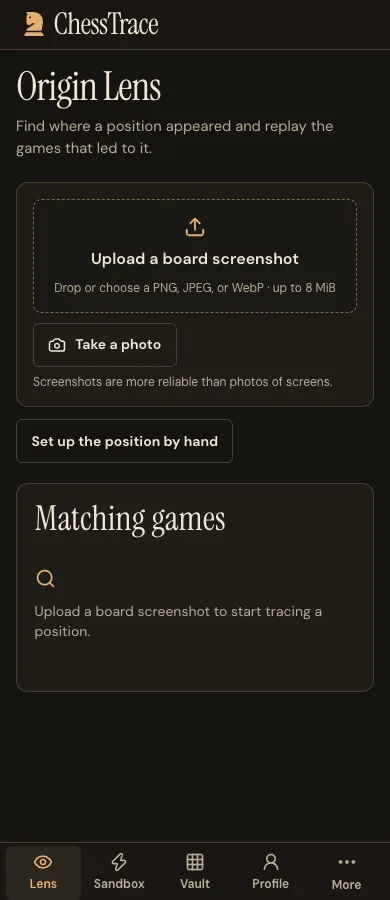 ChessTrace
Origin Lens
Find where a position appeared and replay the
games that led to it.
Upload a board screenshot
Drop or choose a PNG, JPEG, or WebP · up to 8 MiB
Take a photo
Screenshots are more reliable than photos of screens.
Set up the position by hand
Matching games
Upload a board screenshot to start tracing a
position.
Lens
Sandbox
Vault
Profile
More